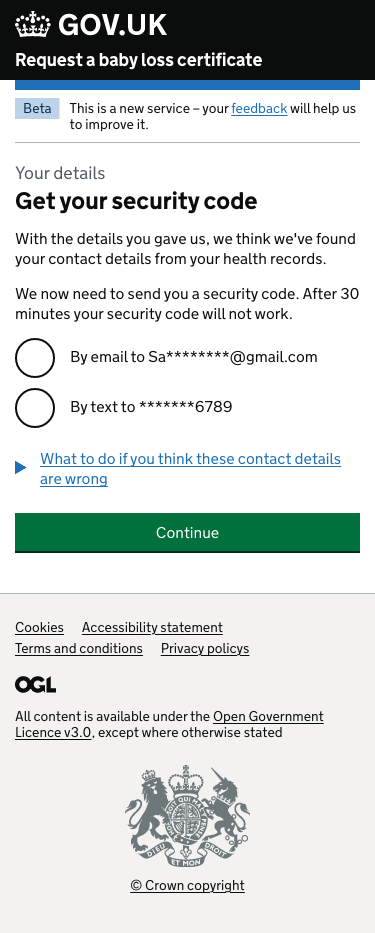 GOV.UK
Request a baby loss certificate
Beta
This is a new service – your feedback will help us
to improve it.
Your details
Get your security code
With the details you gave us, we think we've found
your contact details from your health records.
We now need to send you a security code. After 30
minutes your security code will not work.
By email to Sa********@gmail.com
By text to *******6789
What to do if you think these contact details
are wrong
Continue
Cookies Accessibility statement
Terms and conditions Privacy policys
OGL
All content is available under the Open Government
Licence v3.0, except where otherwise stated
DIEU ET MON DROIT
© Crown copyright